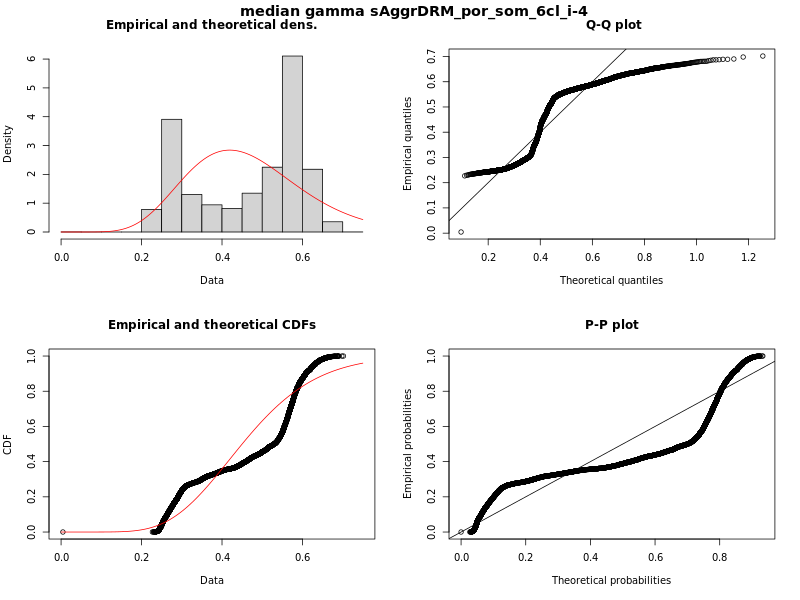 median gamma sAggrDRM_por_som_6cl_i-4
Empirical and theoretical dens.
Density
0 1 2 3 4 5 6
0.0 0.2 0.4 0.6
Data
Q-Q plot
Empirical quantiles
0.0 0.1 0.2 0.3 0.4 0.5 0.6 0.7
0.2 0.4 0.6 0.8 1.0 1.2
Theoretical quantiles
Empirical and theoretical CDFs
CDF
0.0 0.2 0.4 0.6 0.8 1.0
0.0 0.2 0.4 0.6
Data
P-P plot
Empirical probabilities
0.0 0.2 0.4 0.6 0.8 1.0
0.0 0.2 0.4 0.6 0.8
Theoretical probabilities